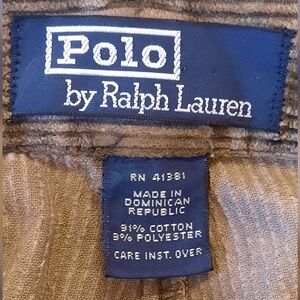 Polo
by Ralph Lauren
RN 41381
MADE IN
DOMINICAN
REPUBLIC
91% COTTON
9% POLYESTER
CARE INST. OVER